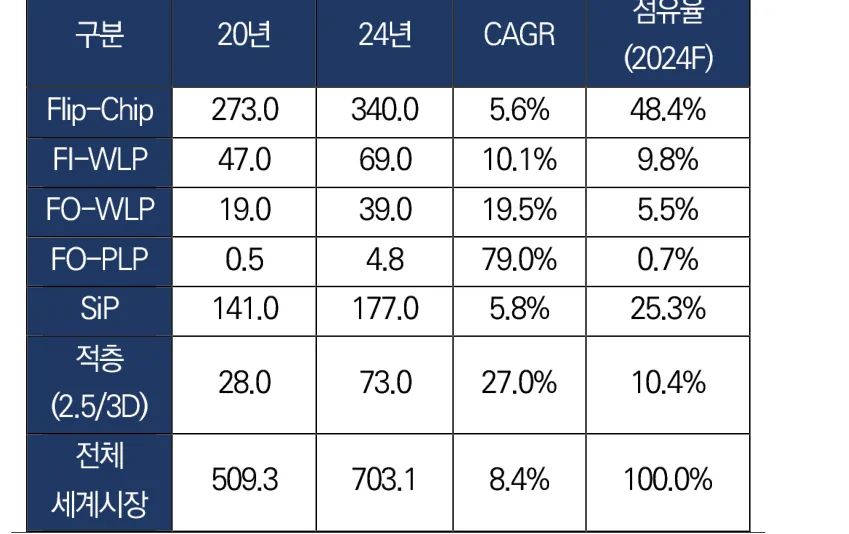 구분 20년 24년 CAGR 점유율
(2024F)
Flip-Chip 273.0 340.0 5.6% 48.4%
FI-WLP 47.0 69.0 10.1% 9.8%
FO-WLP 19.0 39.0 19.5% 5.5%
FO-PLP 0.5 4.8 79.0% 0.7%
SiP 141.0 177.0 5.8% 25.3%
적층
(2.5/3D) 28.0 73.0 27.0% 10.4%
전체
세계시장 509.3 703.1 8.4% 100.0%